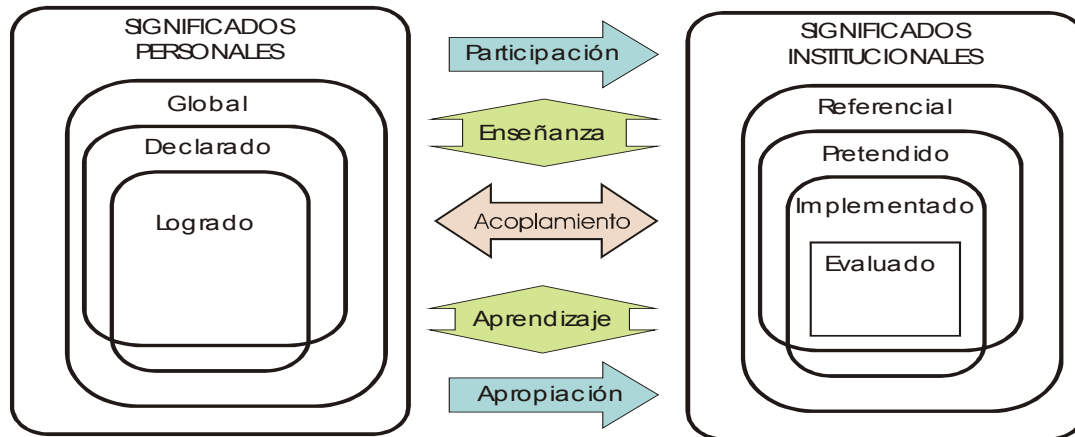 SIGNIFICADOS
PERSONALES
Global
Declarado
Logrado
Participación
Enseñanza
Acoplamiento
Aprendizaje
Apropiación
SIGNIFICADOS
INSTITUCIONALES
Referencial
Pretendido
Implementado
Evaluado